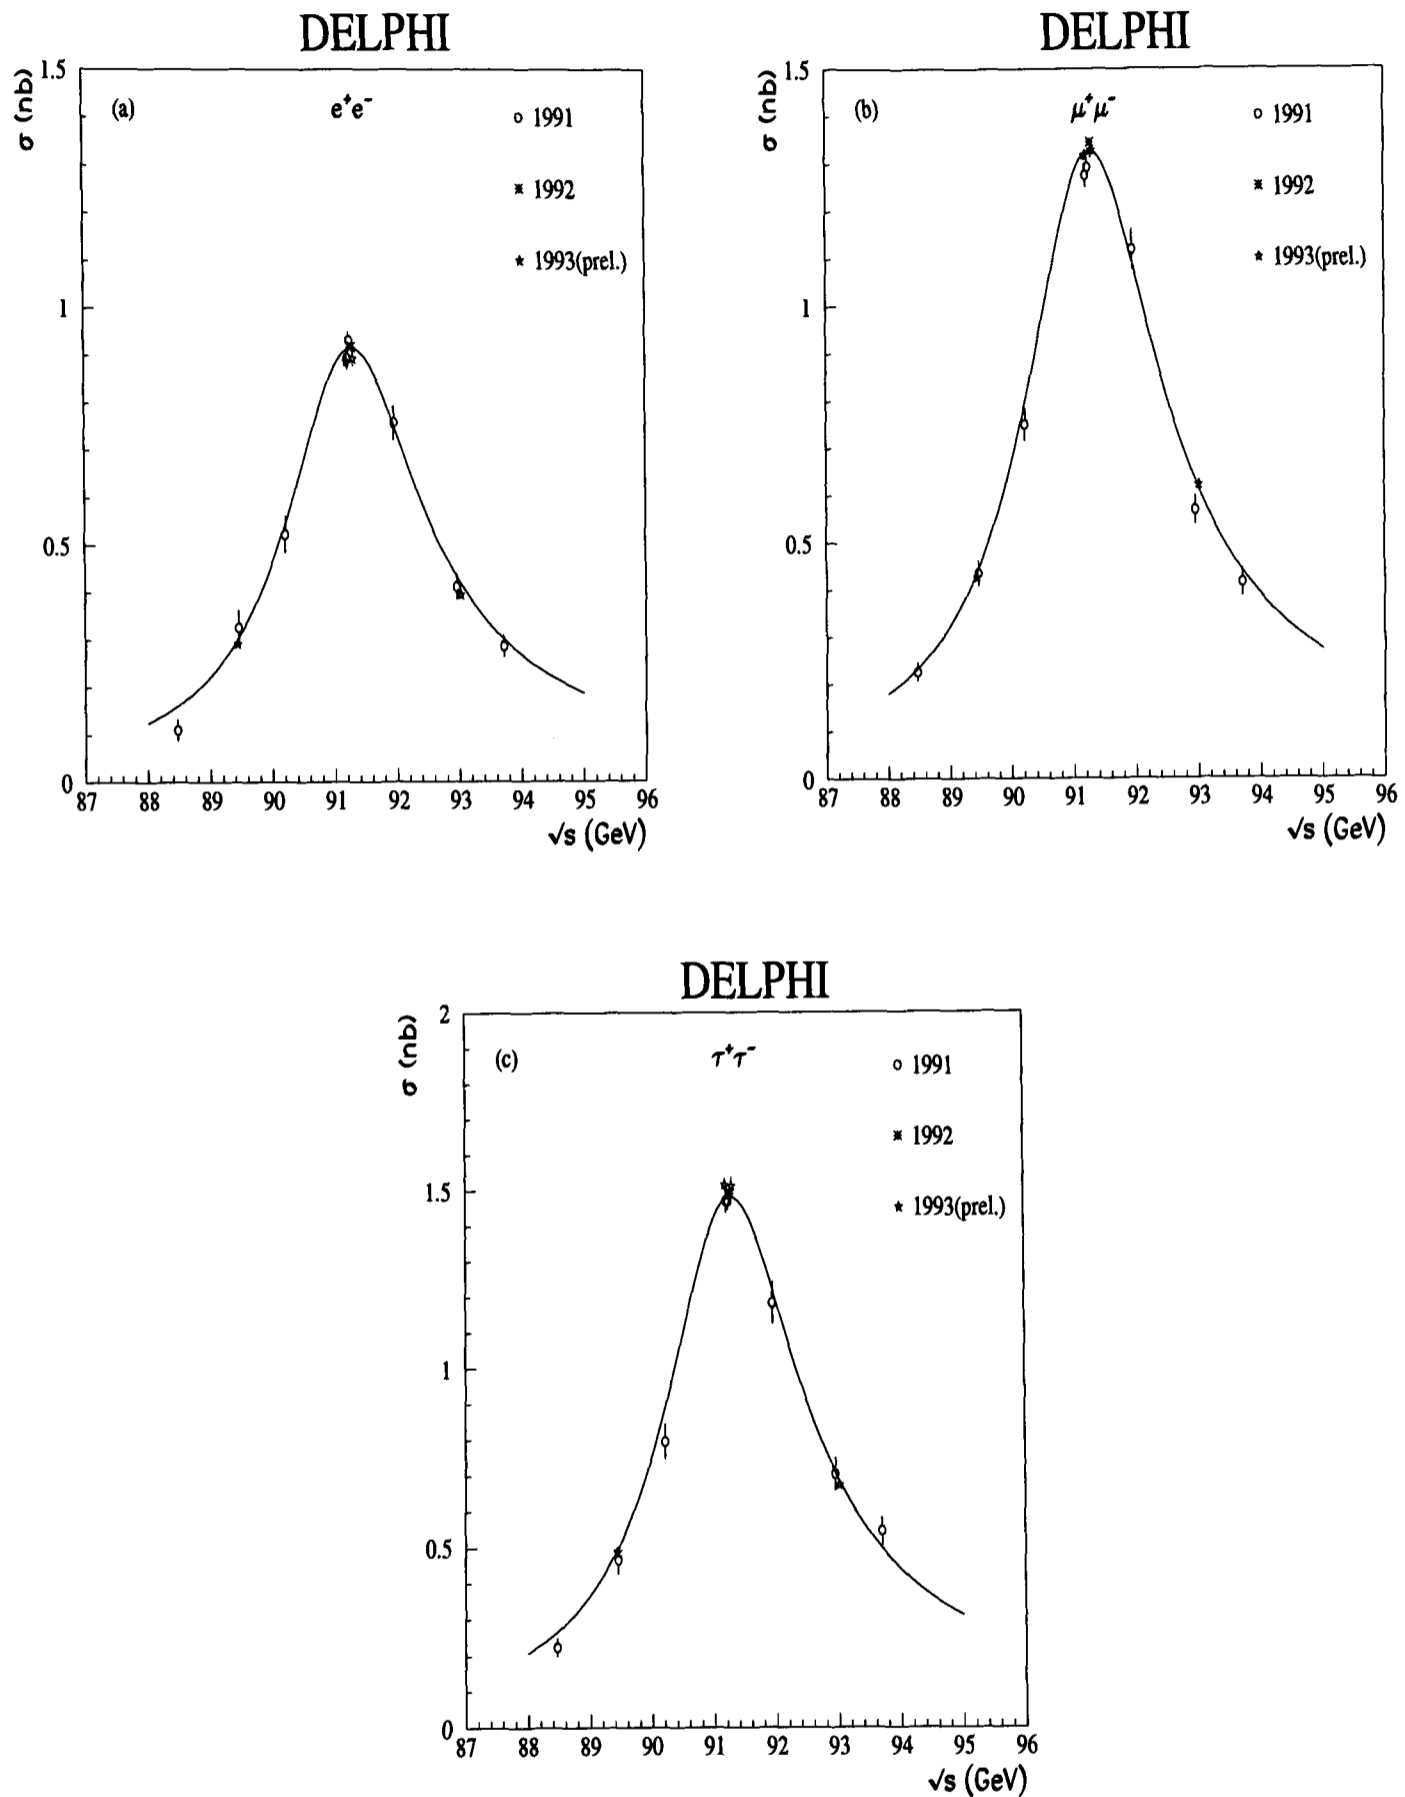 DELPHI
σ (nb)
1.5
1
0.5
0
(a)
e⁺e⁻
1991
1992
1993(prel.)
87 88 89 90 91 92 93 94 95 96
√s (GeV)
DELPHI
σ (nb)
1.5
1
0.5
0
(b)
μ⁺μ⁻
1991
1992
1993(prel.)
87 88 89 90 91 92 93 94 95 96
√s (GeV)
DELPHI
σ (nb)
2
1.5
1
0.5
0
(c)
τ⁺τ⁻
1991
1992
1993(prel.)
87 88 89 90 91 92 93 94 95 96
√s (GeV)